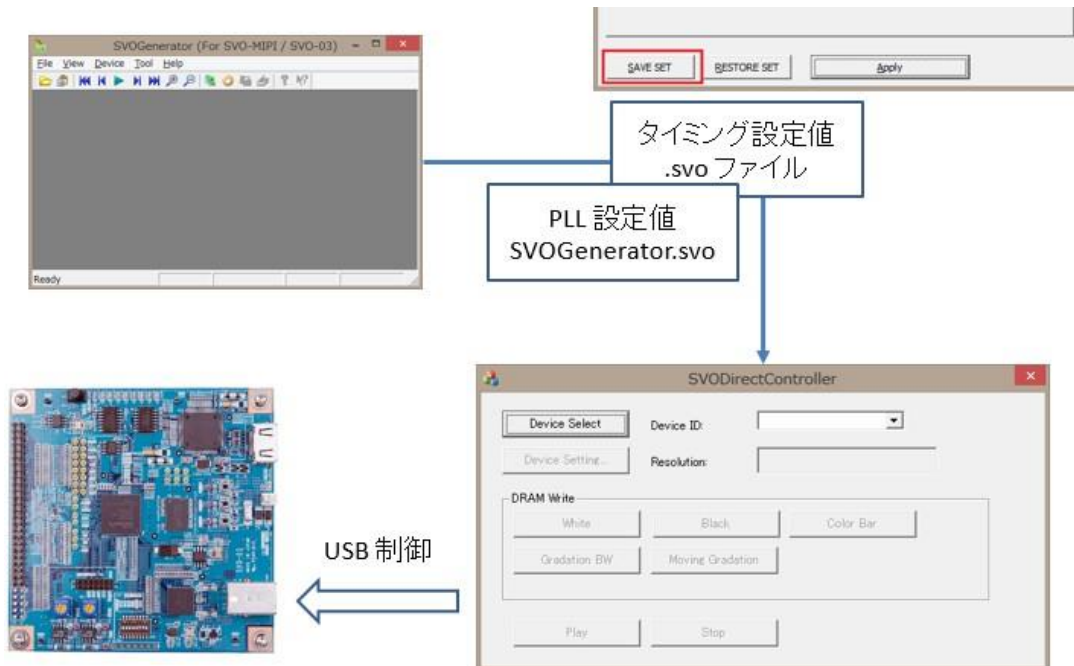 SVOGenerator (For SVO-MIPI / SVO-03)
File View Device Tool Help
Ready
SAVE SET RESTORE SET Apply
タイミング設定値
.svo ファイル
PLL 設定値
SVOGenerator.svo
SVODirectController
Device Select Device ID:
Device Setting... Resolution:
DRAM Write
White Black Color Bar
Gradation BW Moving Gradation
Play Stop
USB 制御